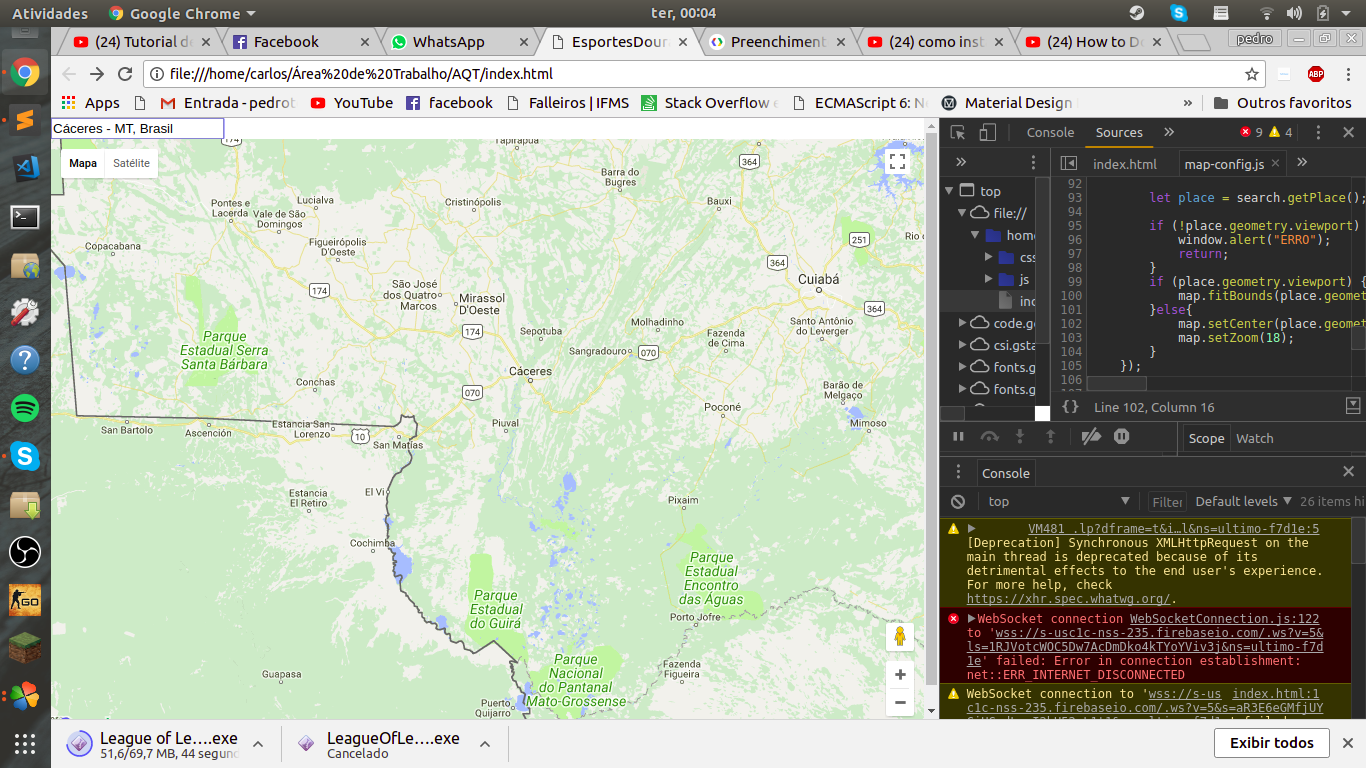 Atividades
Google Chrome
ter, 00:04
(24) Tutorial de
Facebook
WhatsApp
EsportesDoura
Preenchiment
(24) como inst
(24) How to Do
pedro
file:///home/carlos/Área%20de%20Trabalho/AQT/index.html
ABP
Apps
Entrada - pedrot
YouTube
facebook
Falleiros | IFMS
Stack Overflow e
ECMAScript 6: N
Material Design
»
Outros favoritos
Cáceres - MT, Brasil
Mapa
Satélite
174
Tapirapuã
364
Barra do
Bugres
Pontes e
Lacerda
Lucialva
Vale de São
Domingos
Cristinópolis
Bauxi
Rio d
Copacabana
Figueirópolis
D'Oeste
251
364
174
São José
dos Quatro
Marcos
Mirassol
D'Oeste
Cuiabá
364
174
Sepotuba
Molhadinho
Fazenda
de Cima
Santo Antônio
do Leverger
Parque
Estadual Serra
Santa Bárbara
Sangradouro
070
Conchas
Cáceres
070
Barão de
Melgaço
Poconé
Mimoso
San Bartolo
Ascención
Estancia San
Lorenzo
10
San Matías
Piuval
Estancia
El Retiro
El Vi
Pixaim
Cochimba
Parque
Estadual
Encontro
das Águas
Parque
Estadual
do Guirá
Porto Jofre
Guapasa
Parque
Nacional
do Pantanal
Mato-Grossense
Fazenda
Figueira
Puerto
Quijarro
+
−
Console
Sources
»
9
4
»
index.html
map-config.js
»
top
file://
home
css
js
inc
code.ge
csi.gsta
fonts.g
fonts.g
92
93 let place = search.getPlace();
94
95 if (!place.geometry.viewport)
96 window.alert("ERRO");
97 return;
98 }
99 if (place.geometry.viewport) {
100 map.fitBounds(place.geomet
101 }else{
102 map.setCenter(place.geomet
103 map.setZoom(18);
104 }
105 });
106
{} Line 102, Column 16
Scope
Watch
Console
top
Filter
Default levels
26 items hi
VM481 .lp?dframe=t&i…l&ns=ultimo-f7d1e:5
[Deprecation] Synchronous XMLHttpRequest on the
main thread is deprecated because of its
detrimental effects to the end user's experience.
For more help, check
https://xhr.spec.whatwg.org/.
WebSocket connection WebSocketConnection.js:122
to 'wss://s-usc1c-nss-235.firebaseio.com/.ws?v=5&
ls=1RJVotcWOC5Dw7AcDmDko4kTYoYViv3j&ns=ultimo-f7d
1e' failed: Error in connection establishment:
net::ERR_INTERNET_DISCONNECTED
WebSocket connection to 'wss://s-us index.html:1
c1c-nss-235.firebaseio.com/.ws?v=5&s=aR3E6eGMfjUY
GO
League of Le….exe
51,6/69,7 MB, 44 segund
LeagueOfLe….exe
Cancelado
Exibir todos